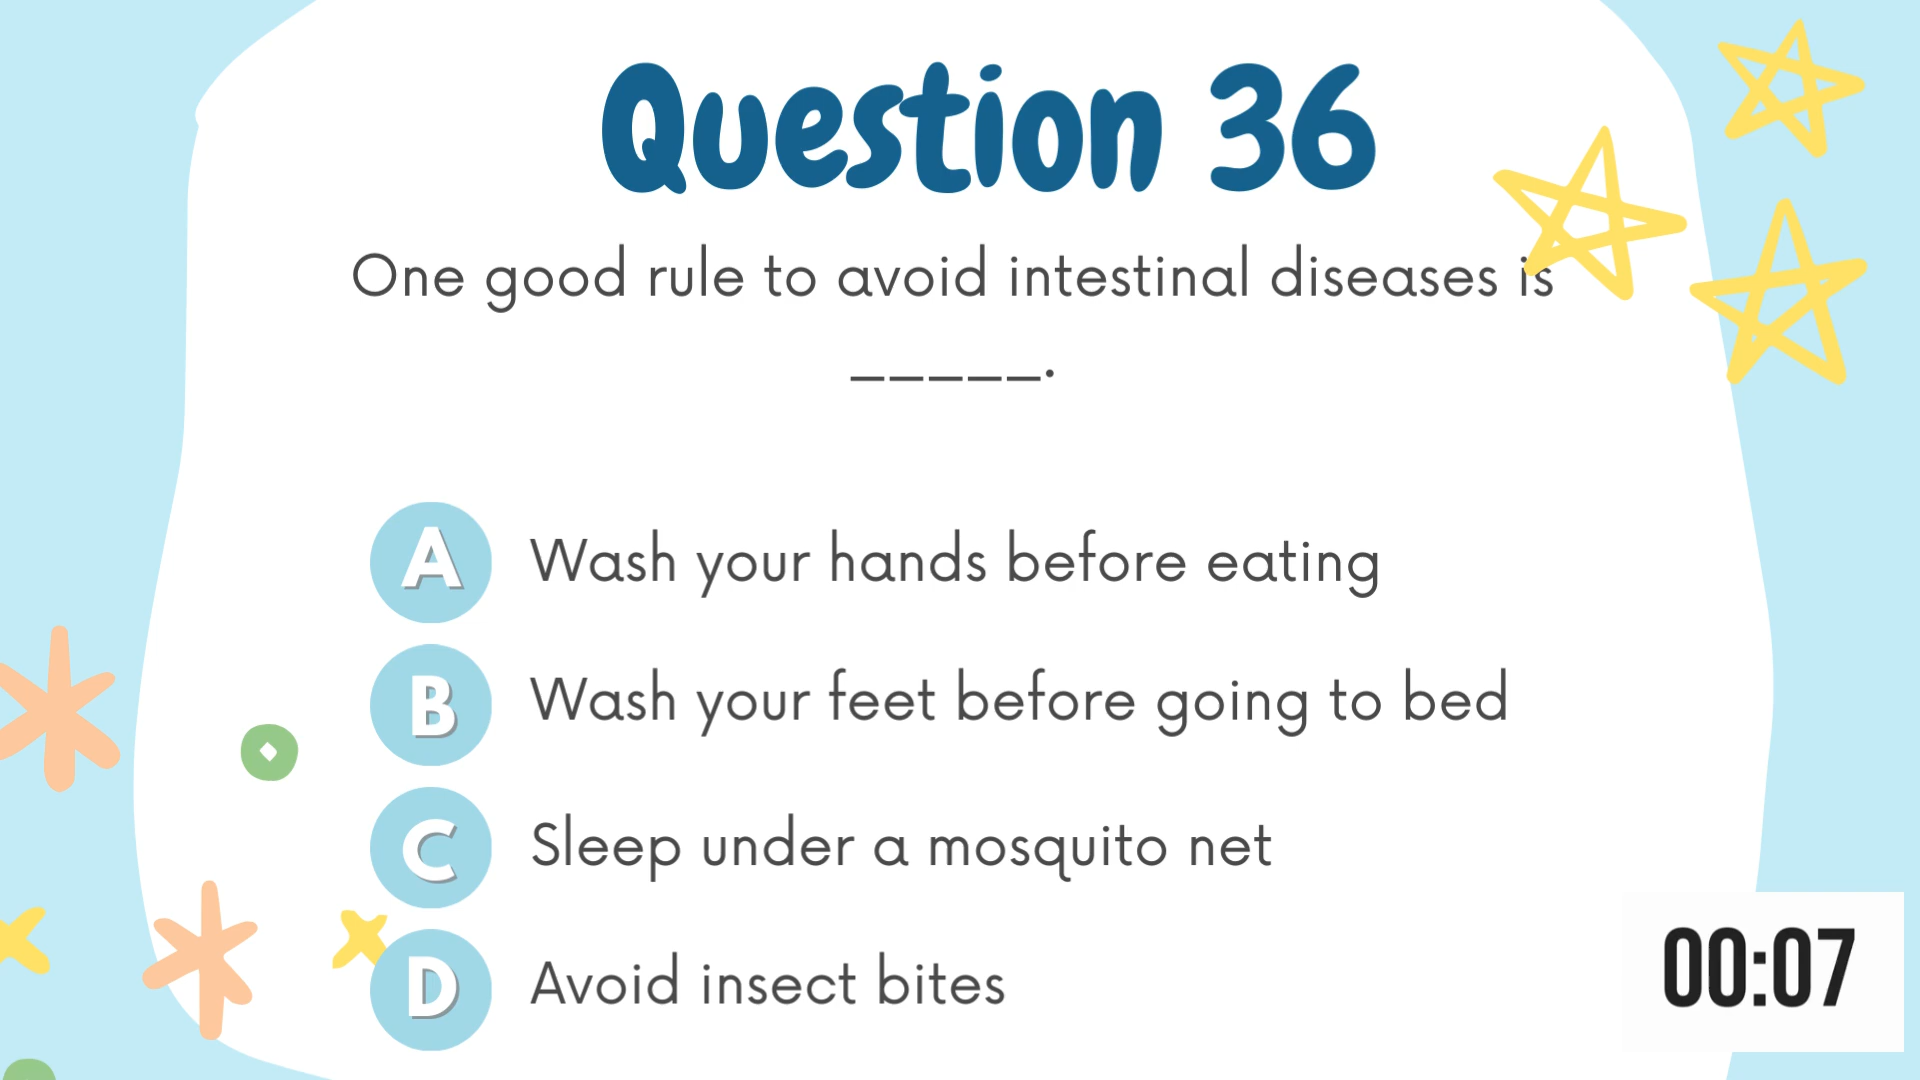 Question 36
One good rule to avoid intestinal diseases is
_____.
A Wash your hands before eating
B Wash your feet before going to bed
C Sleep under a mosquito net
D Avoid insect bites
00:07